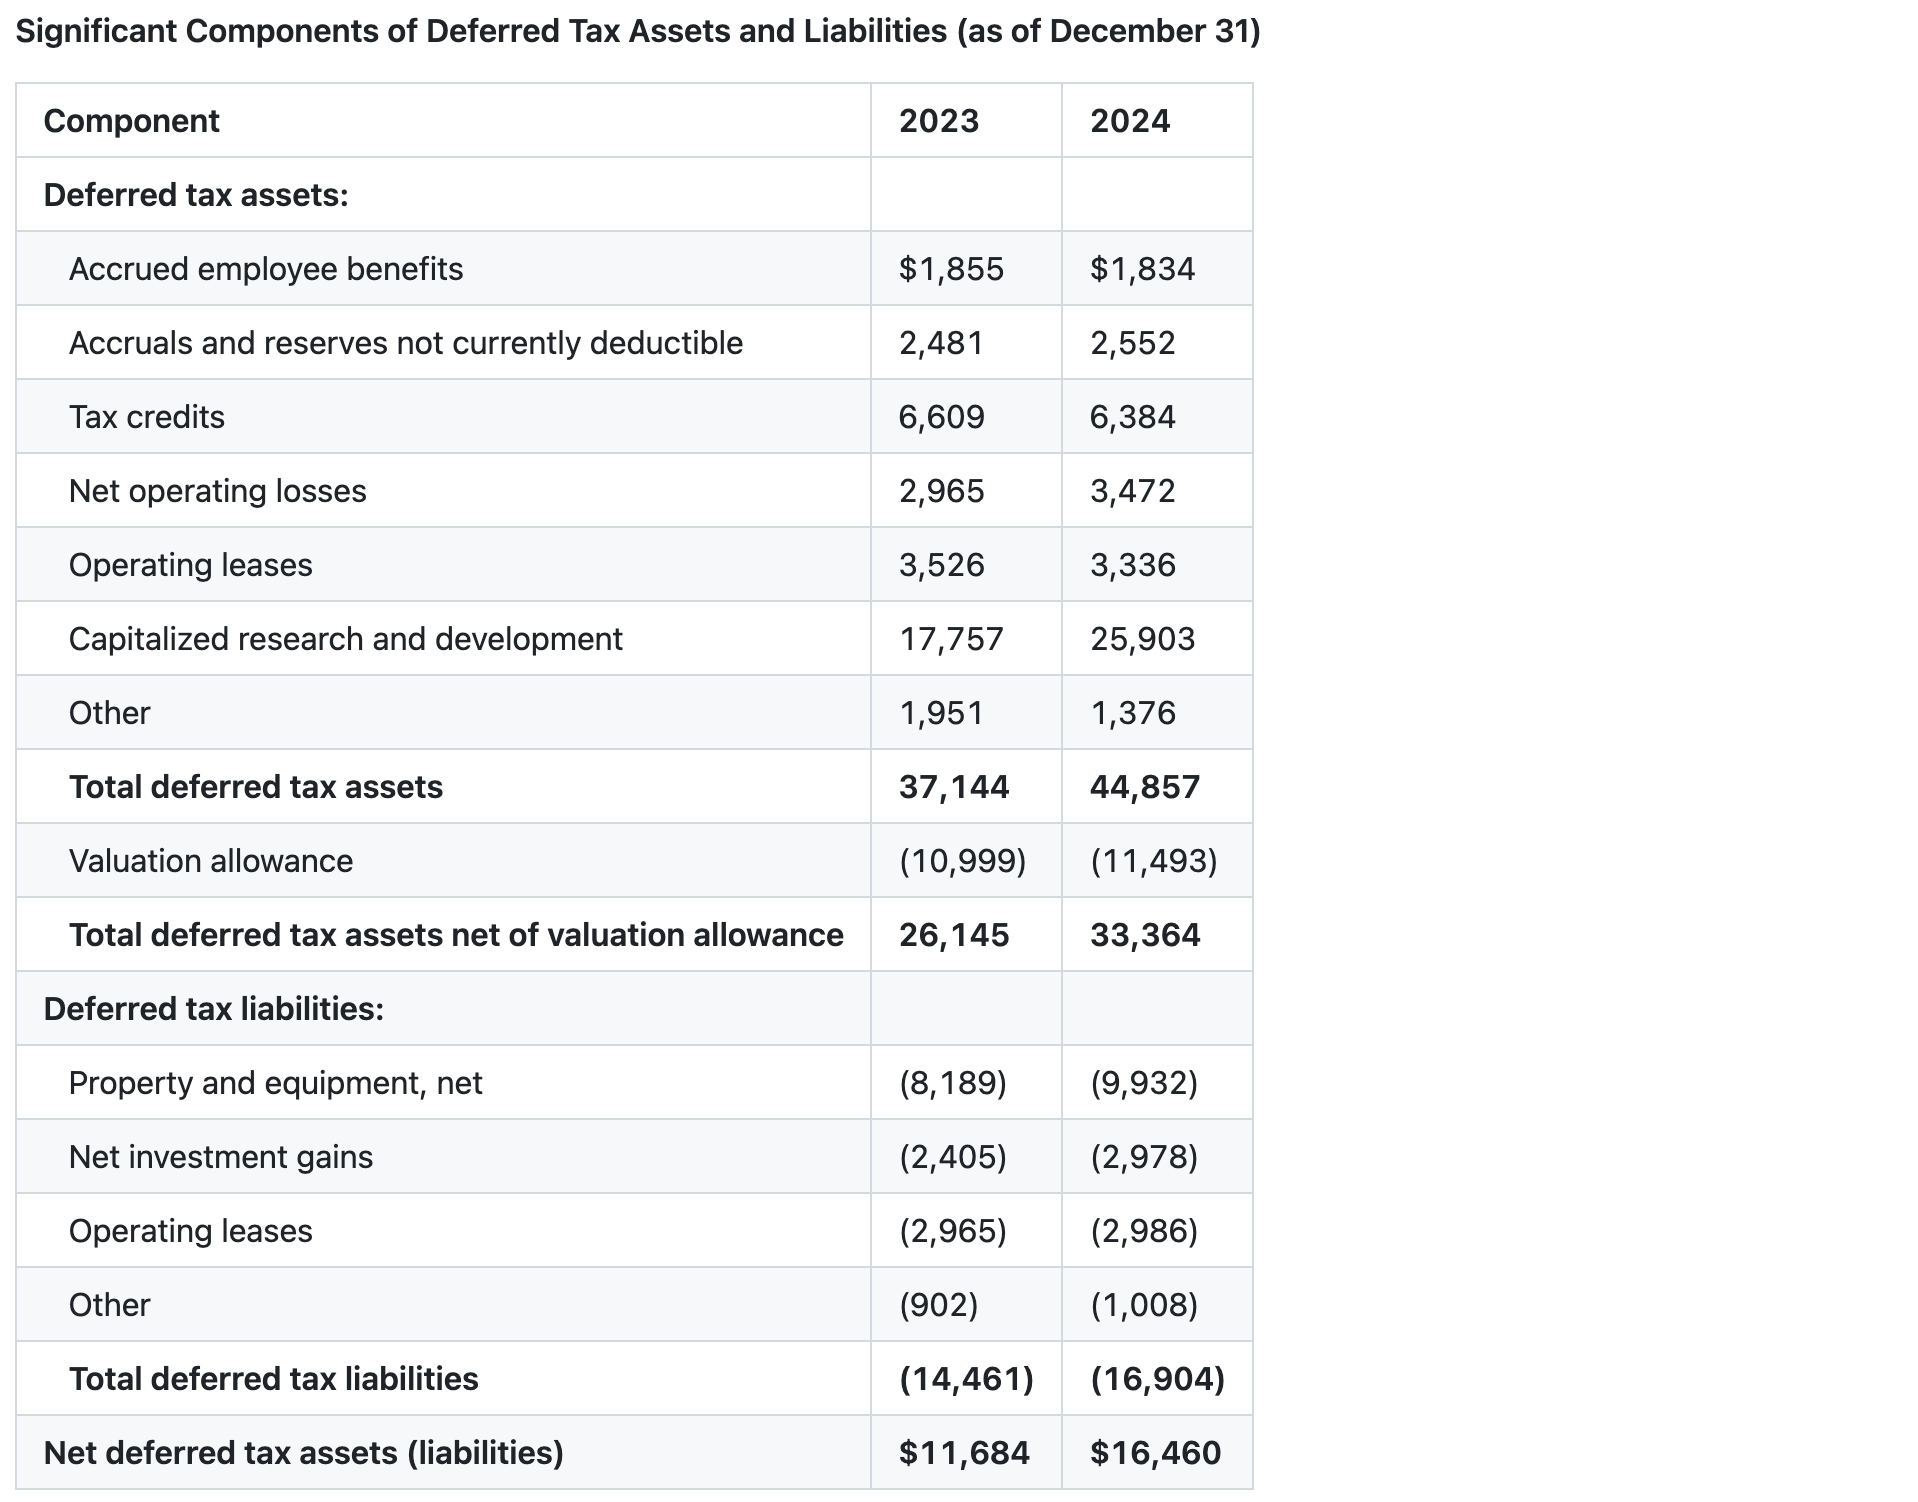 Significant Components of Deferred Tax Assets and Liabilities (as of December 31)
Component 2023 2024
Deferred tax assets:
Accrued employee benefits $1,855 $1,834
Accruals and reserves not currently deductible 2,481 2,552
Tax credits 6,609 6,384
Net operating losses 2,965 3,472
Operating leases 3,526 3,336
Capitalized research and development 17,757 25,903
Other 1,951 1,376
Total deferred tax assets 37,144 44,857
Valuation allowance (10,999) (11,493)
Total deferred tax assets net of valuation allowance 26,145 33,364
Deferred tax liabilities:
Property and equipment, net (8,189) (9,932)
Net investment gains (2,405) (2,978)
Operating leases (2,965) (2,986)
Other (902) (1,008)
Total deferred tax liabilities (14,461) (16,904)
Net deferred tax assets (liabilities) $11,684 $16,460